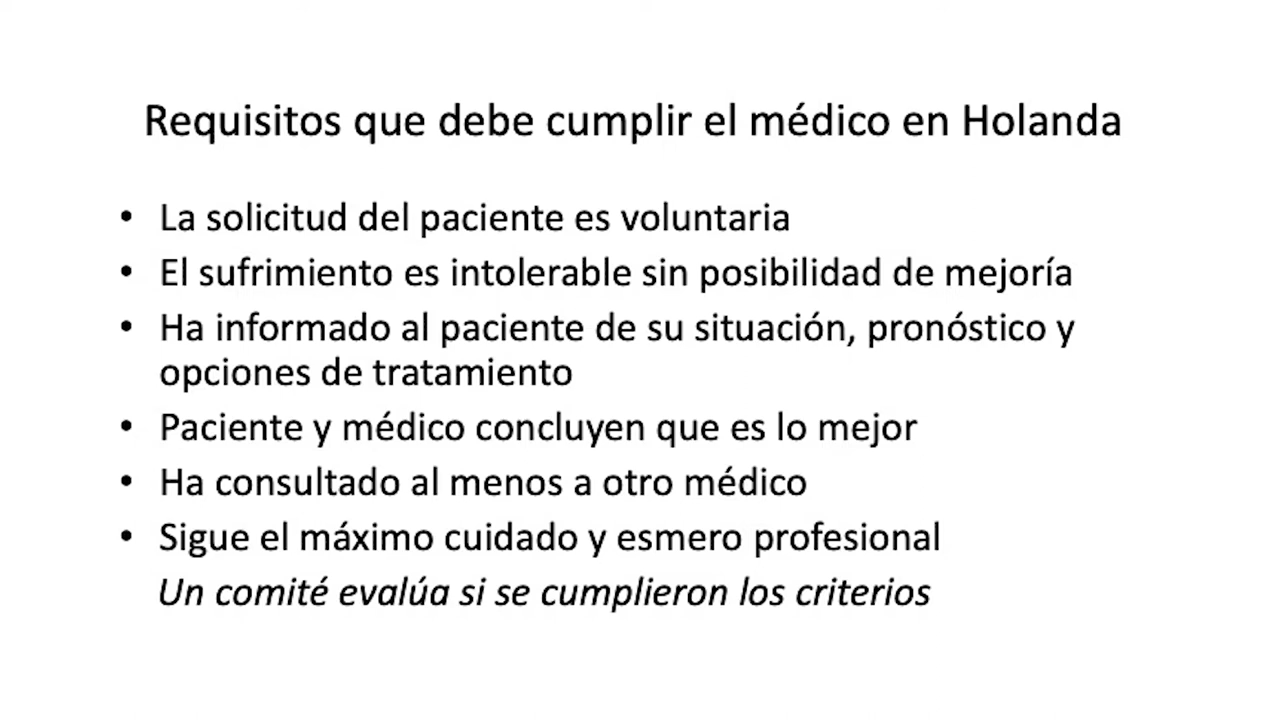 Requisitos que debe cumplir el médico en Holanda
• La solicitud del paciente es voluntaria
• El sufrimiento es intolerable sin posibilidad de mejoría
• Ha informado al paciente de su situación, pronóstico y
opciones de tratamiento
• Paciente y médico concluyen que es lo mejor
• Ha consultado al menos a otro médico
• Sigue el máximo cuidado y esmero profesional
Un comité evalúa si se cumplieron los criterios